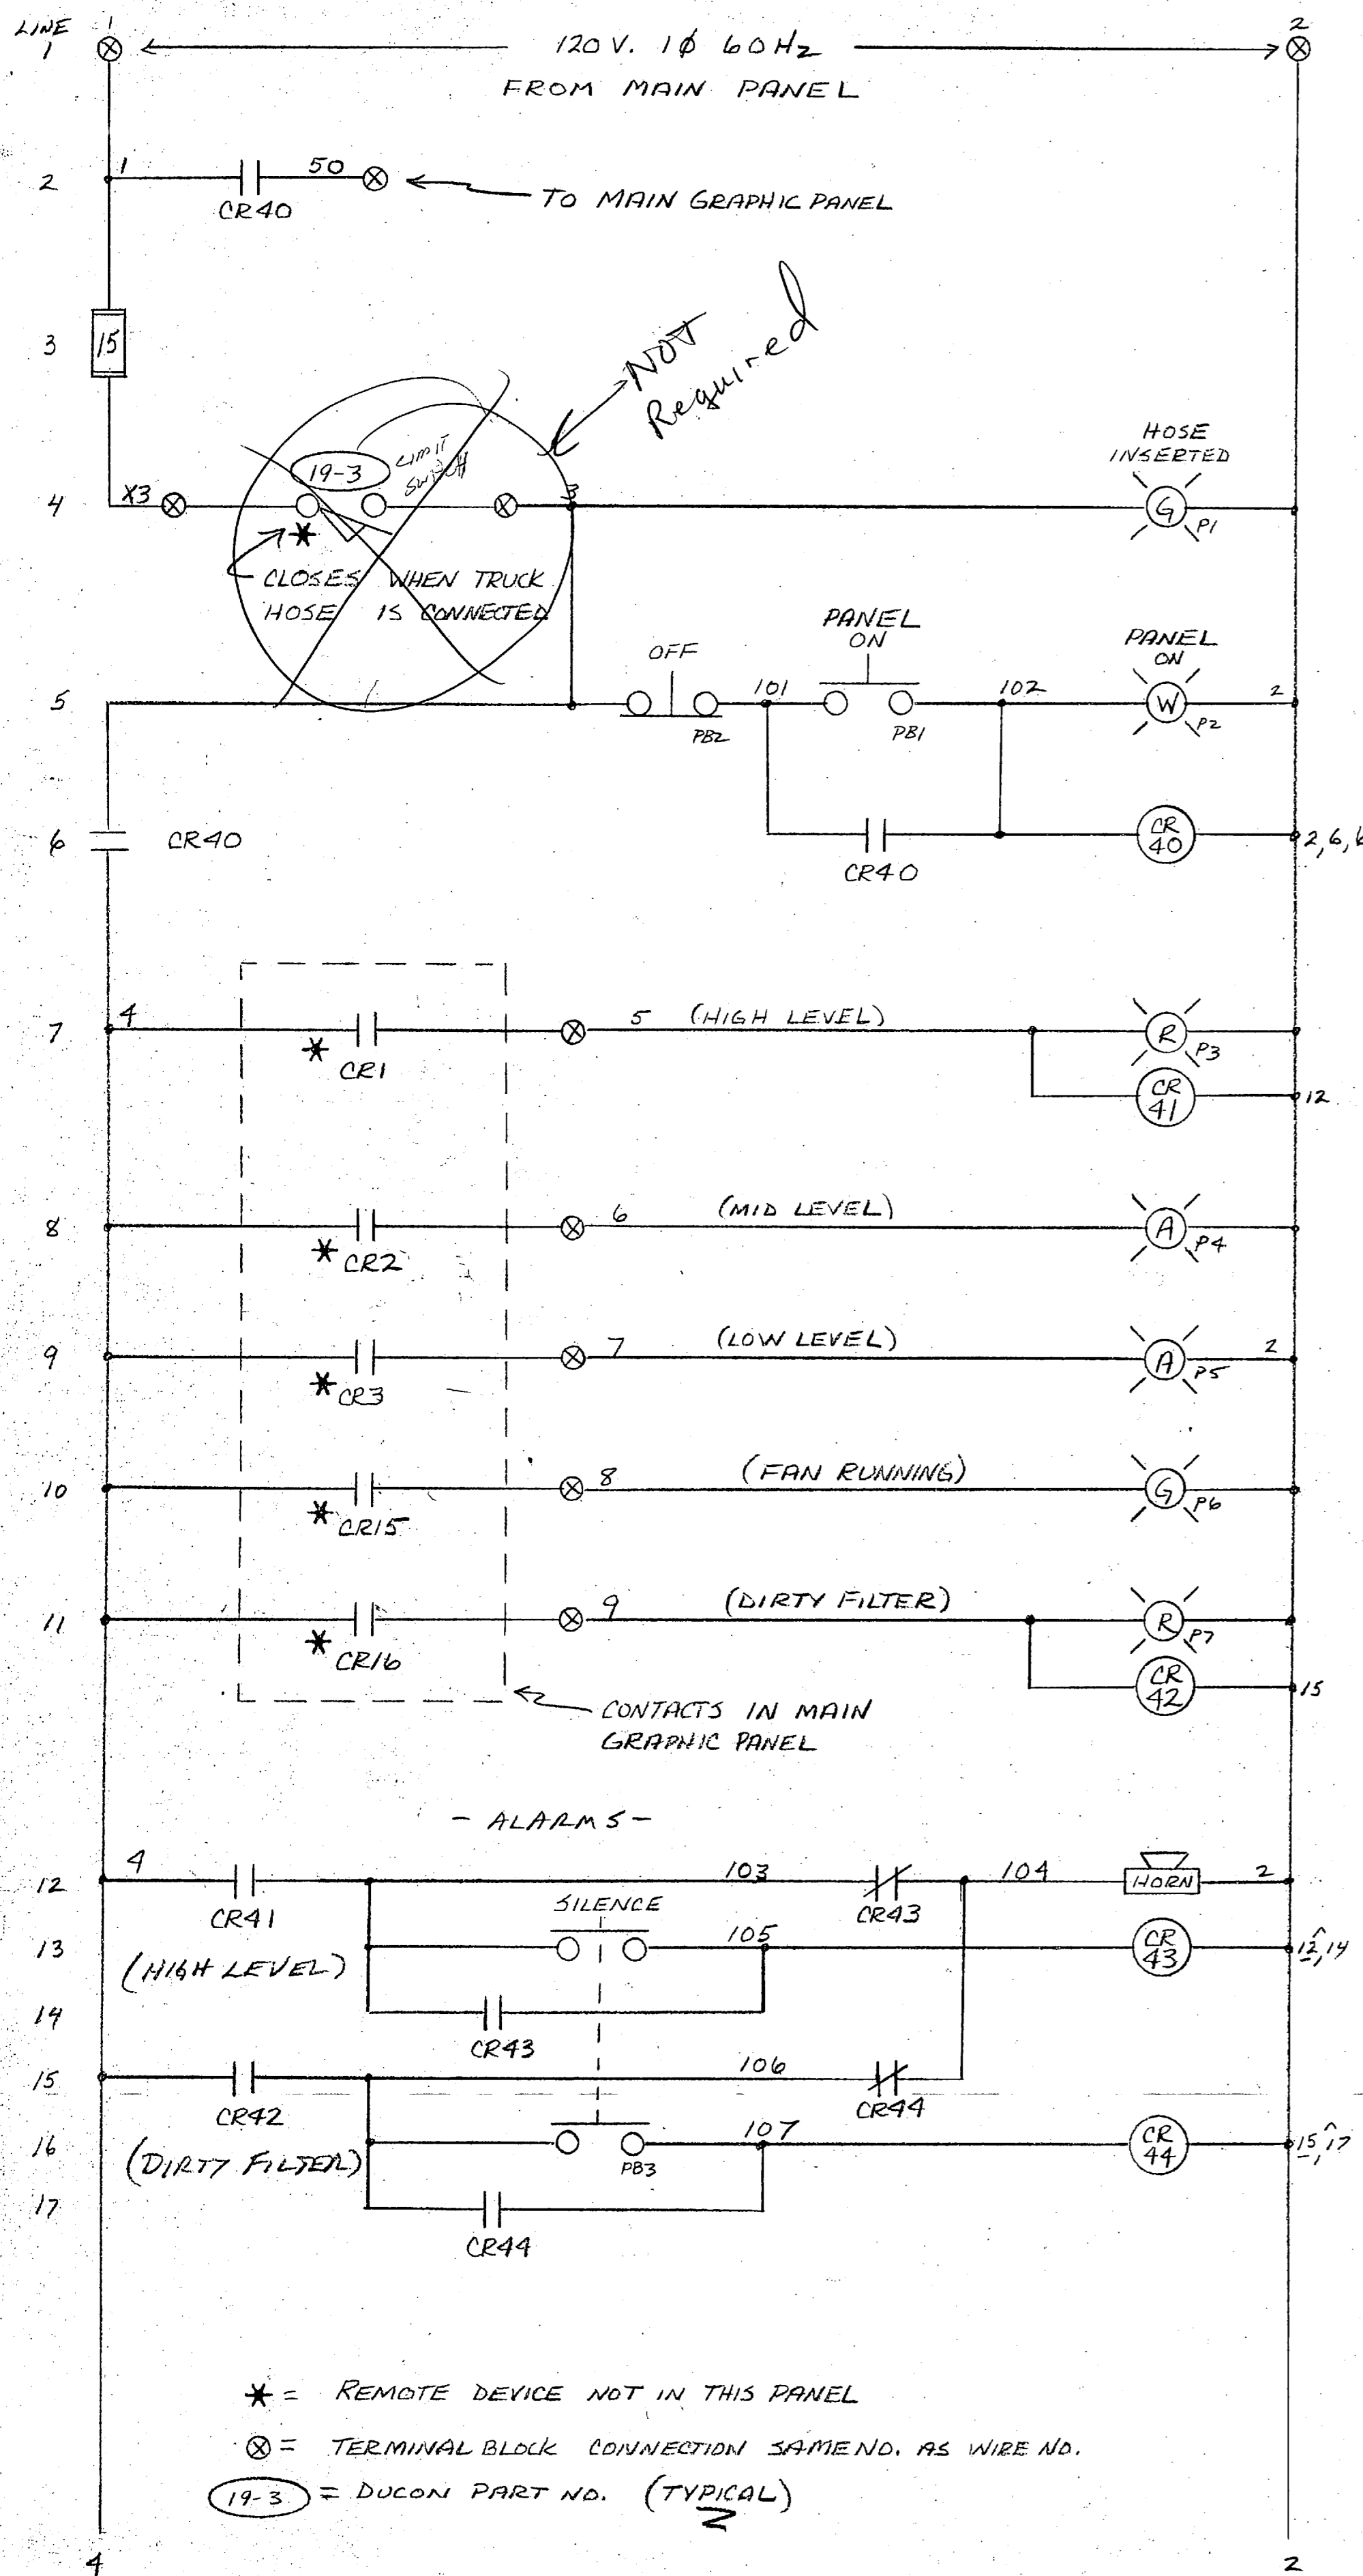 LINE
1
1
120 V. 1ϕ 60 Hz
2
FROM MAIN PANEL
2
1
50
TO MAIN GRAPHIC PANEL
CR40
3
15
NOT
Required
19-3
LIMIT
SWITCH
HOSE
INSERTED
4
X3
3
G
P1
CLOSES WHEN TRUCK
HOSE IS CONNECTED
OFF
PANEL
ON
PANEL
ON
5
101
102
W
2
PB2
PB1
P2
6
CR40
CR40
CR
40
2,6,6
7
4
5 (HIGH LEVEL)
R
P3
* CR1
CR
41
12
8
6 (MID LEVEL)
A
P4
* CR2
9
7 (LOW LEVEL)
A
P5
2
* CR3
10
8 (FAN RUNNING)
G
P6
* CR15
11
9 (DIRTY FILTER)
R
P7
* CR16
CR
42
15
CONTACTS IN MAIN
GRAPHIC PANEL
- ALARMS -
12
4
103
104
HORN
2
CR41
SILENCE
CR43
13
(HIGH LEVEL)
105
CR
43
12,14
14
CR43
15
106
CR42
CR44
16
(DIRTY FILTER)
107
PB3
CR
44
15,17
17
CR44
* = REMOTE DEVICE NOT IN THIS PANEL
⊗ = TERMINAL BLOCK CONNECTION SAME NO. AS WIRE NO.
19-3 = DUCON PART NO. (TYPICAL)
2
4
2